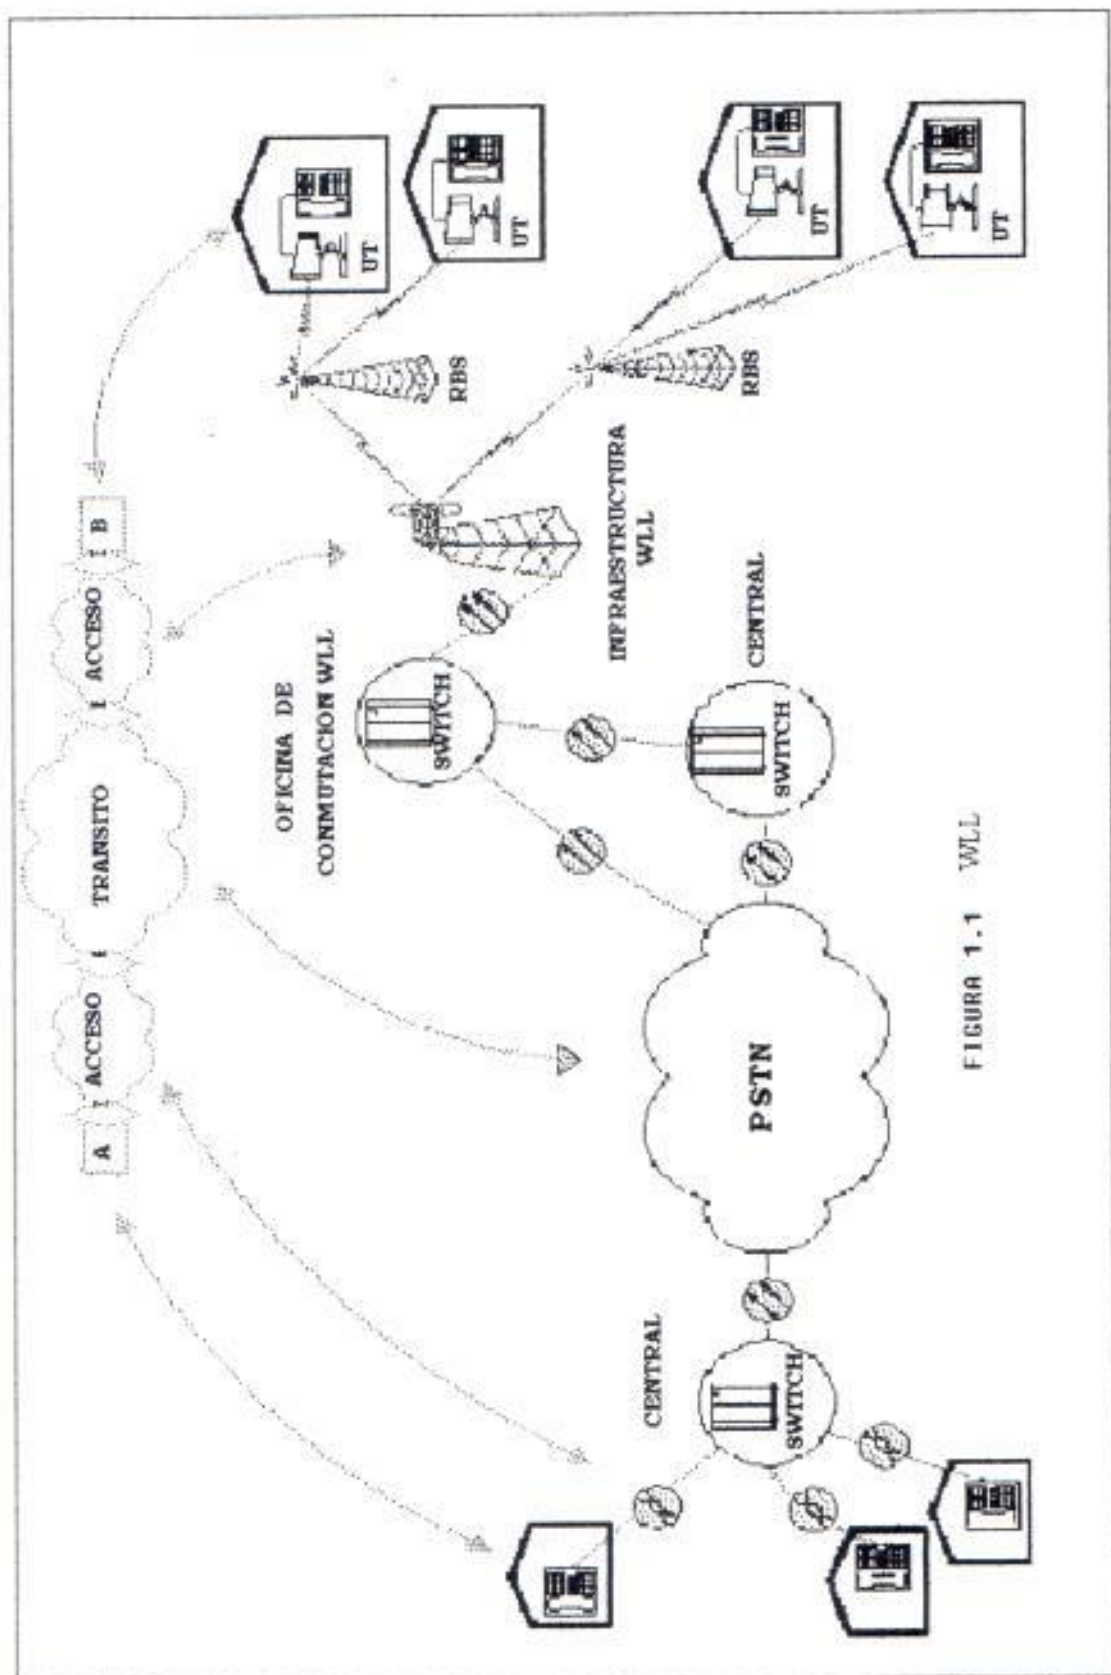 A
ACCESO
TRANSITO
ACCESO
B
OFICINA DE
CONMUTACION WLL
SWITCH
INFRAESTRUCTURA
WLL
RBS
RBS
UT
UT
UT
UT
CENTRAL
SWITCH
PSTN
CENTRAL
SWITCH
FIGURA 1.1 WLL